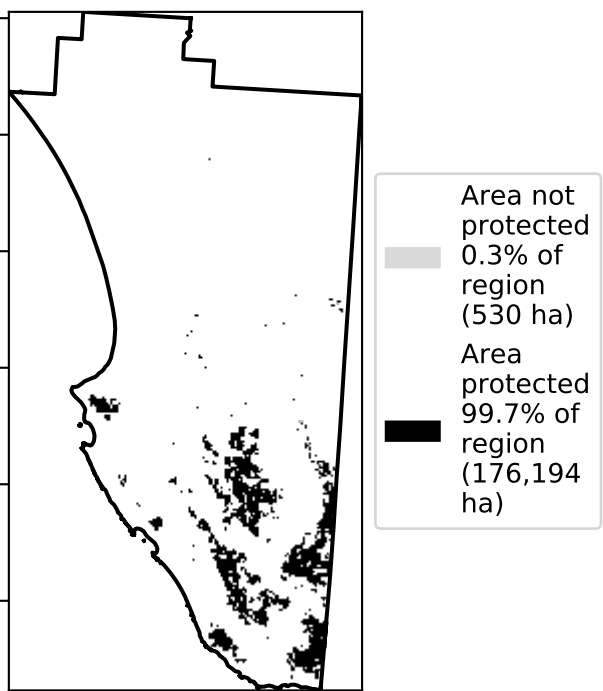 Area not
protected
0.3% of
region
(530 ha)
Area
protected
99.7% of
region
(176,194
ha)